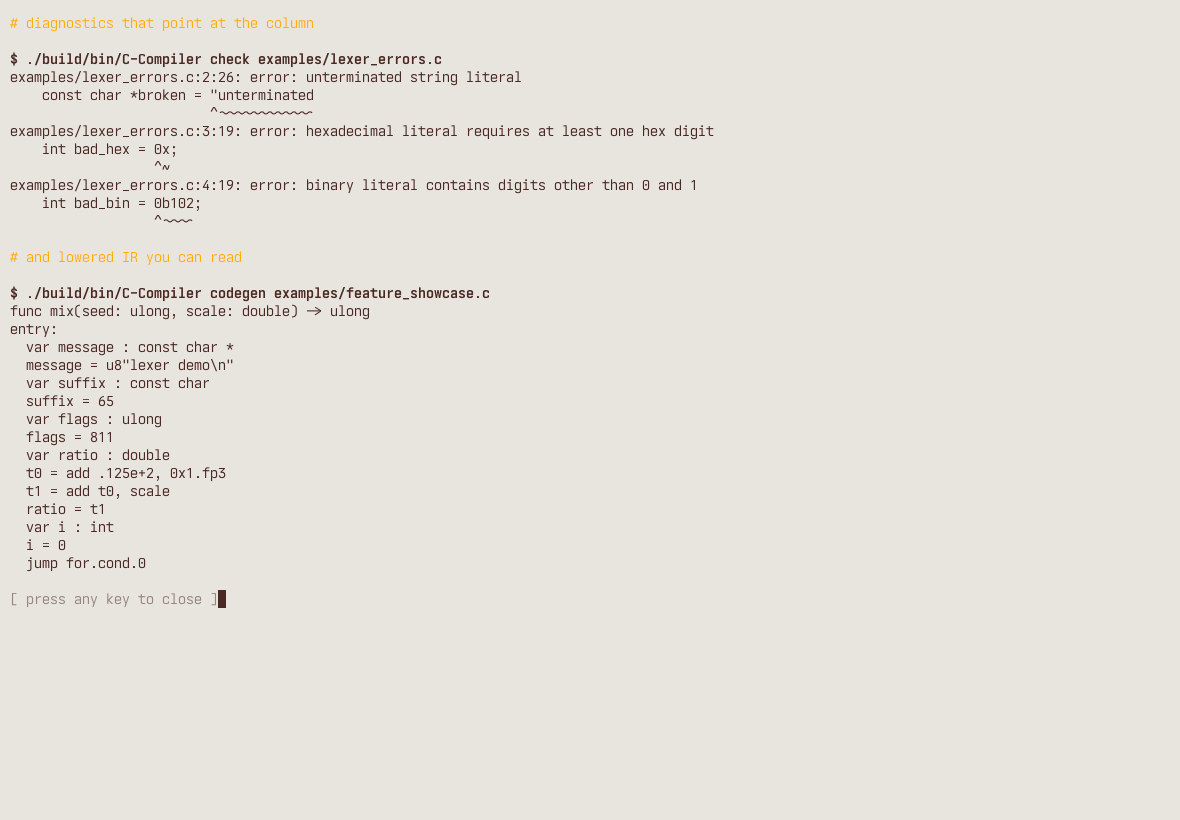 # diagnostics that point at the column
$ ./build/bin/C-Compiler check examples/lexer_errors.c
examples/lexer_errors.c:2:26: error: unterminated string literal
    const char *broken = "unterminated
                         ^~~~~~~~~~~~~
examples/lexer_errors.c:3:19: error: hexadecimal literal requires at least one hex digit
    int bad_hex = 0x;
                  ^~
examples/lexer_errors.c:4:19: error: binary literal contains digits other than 0 and 1
    int bad_bin = 0b102;
                  ^~~~~
# and lowered IR you can read
$ ./build/bin/C-Compiler codegen examples/feature_showcase.c
func mix(seed: ulong, scale: double) -> ulong
entry:
  var message : const char *
  message = u8"lexer demo\n"
  var suffix : const char
  suffix = 65
  var flags : ulong
  flags = 811
  var ratio : double
  t0 = add .125e+2, 0x1.fp3
  t1 = add t0, scale
  ratio = t1
  var i : int
  i = 0
  jump for.cond.0
[ press any key to close ]